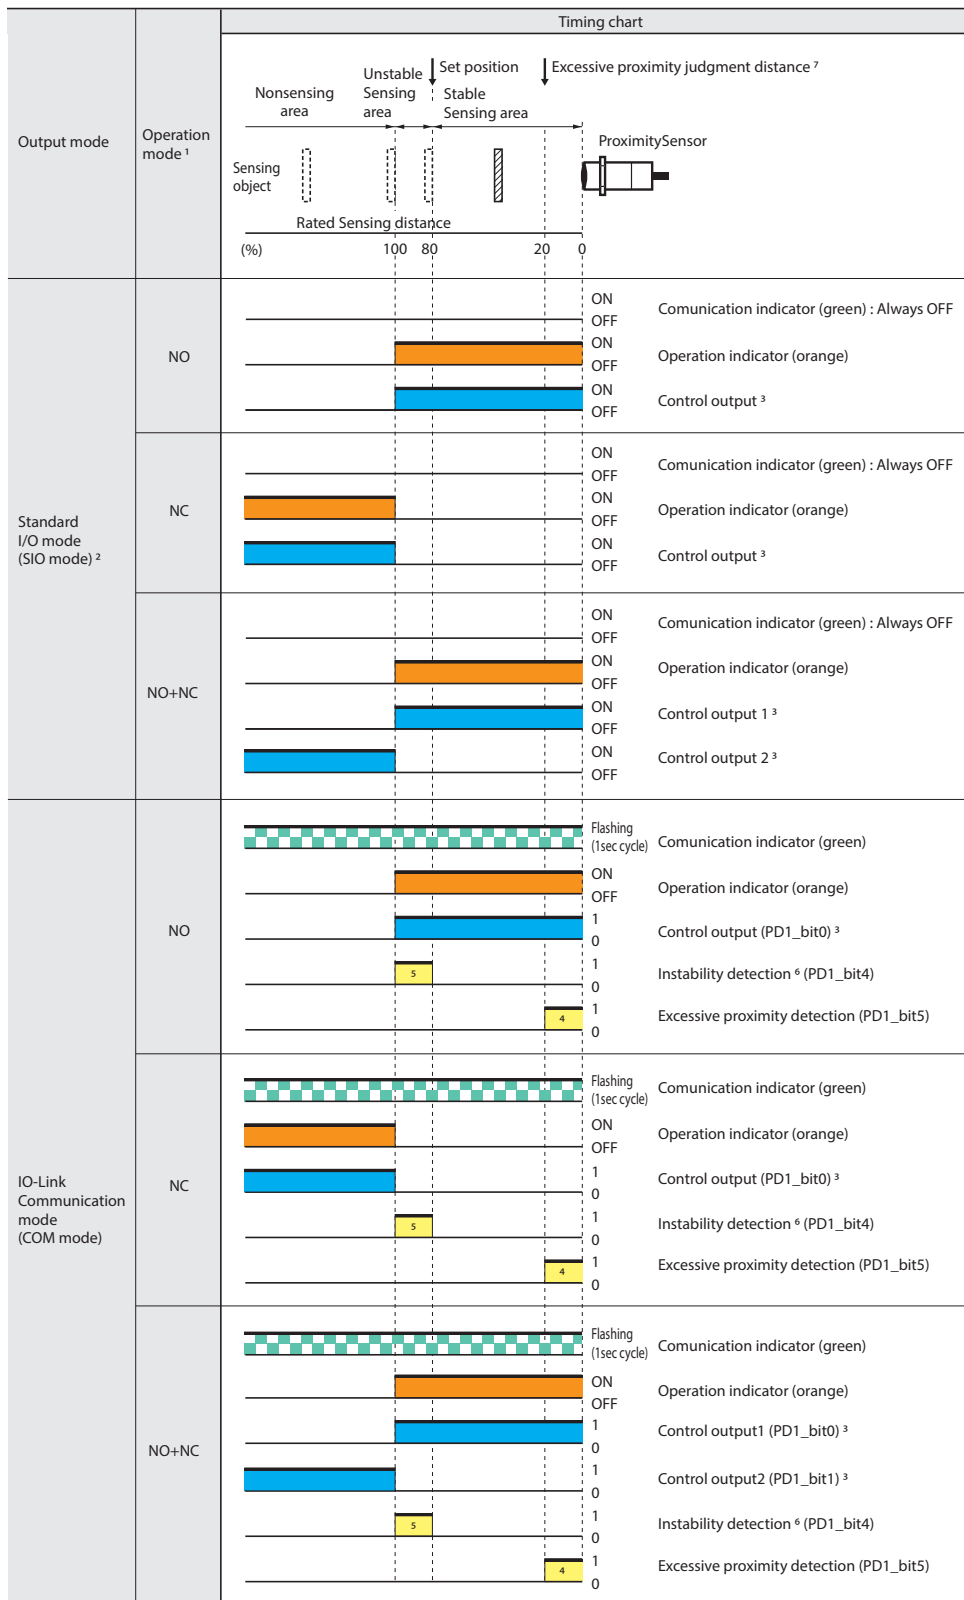 Timing chart
Output mode
Operation
mode ¹
Set position
Excessive proximity judgment distance ⁷
Unstable
Sensing
area
Nonsensing
area
Stable
Sensing area
ProximitySensor
Sensing
object
Rated Sensing distance
(%) 100 80 20 0
Standard
I/O mode
(SIO mode) ²
NO
ON
OFF
Comunication indicator (green) : Always OFF
ON
OFF
Operation indicator (orange)
ON
OFF
Control output ³
NC
ON
OFF
Comunication indicator (green) : Always OFF
ON
OFF
Operation indicator (orange)
ON
OFF
Control output ³
NO+NC
ON
OFF
Comunication indicator (green) : Always OFF
ON
OFF
Operation indicator (orange)
ON
OFF
Control output 1 ³
ON
OFF
Control output 2 ³
IO-Link
Communication
mode
(COM mode)
NO
Flashing
(1sec cycle)
Comunication indicator (green)
ON
OFF
Operation indicator (orange)
1
0
Control output (PD1_bit0) ³
5
1
0
Instability detection ⁶ (PD1_bit4)
4
1
0
Excessive proximity detection (PD1_bit5)
NC
Flashing
(1sec cycle)
Comunication indicator (green)
ON
OFF
Operation indicator (orange)
1
0
Control output (PD1_bit0) ³
5
1
0
Instability detection ⁶ (PD1_bit4)
4
1
0
Excessive proximity detection (PD1_bit5)
NO+NC
Flashing
(1sec cycle)
Comunication indicator (green)
ON
OFF
Operation indicator (orange)
1
0
Control output1 (PD1_bit0) ³
1
0
Control output2 (PD1_bit1) ³
5
1
0
Instability detection ⁶ (PD1_bit4)
4
1
0
Excessive proximity detection (PD1_bit5)